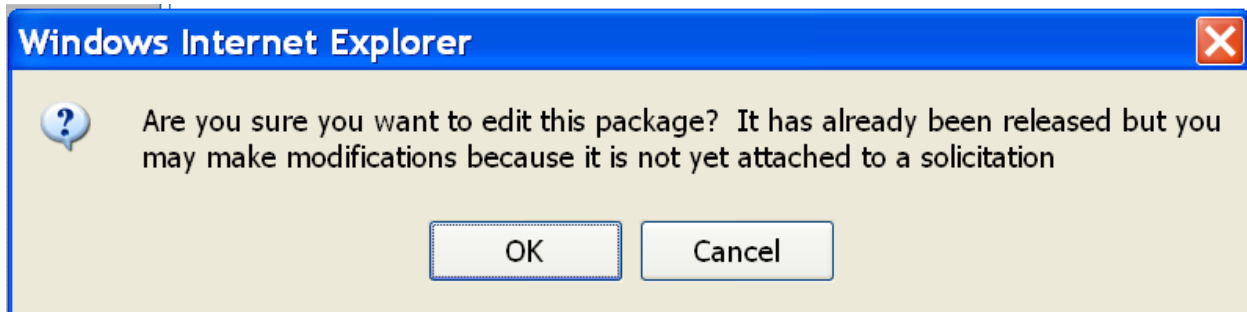 Windows Internet Explorer
Are you sure you want to edit this package?  It has already been released but you
may make modifications because it is not yet attached to a solicitation
OK
Cancel